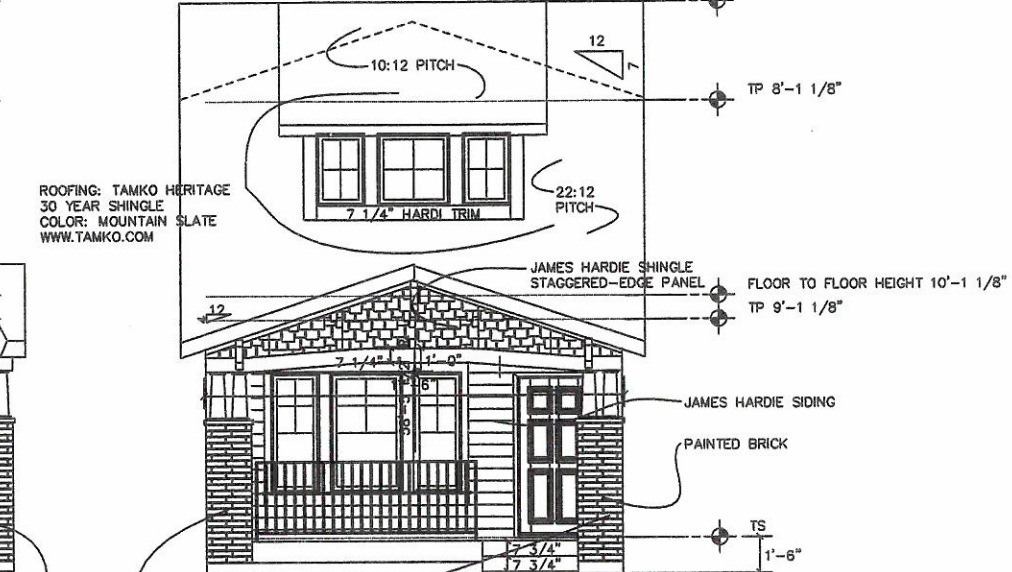 12
7
10:12 PITCH
TP 8'-1 1/8"
ROOFING: TAMKO HERITAGE
30 YEAR SHINGLE
COLOR: MOUNTAIN SLATE
WWW.TAMKO.COM
22:12
PITCH
7 1/4" HARDI TRIM
JAMES HARDIE SHINGLE
STAGGERED-EDGE PANEL
FLOOR TO FLOOR HEIGHT 10'-1 1/8"
TP 9'-1 1/8"
12
4
7 1/4"
1'-0"
JAMES HARDIE SIDING
PAINTED BRICK
TS
1'-6"
7 3/4"
7 3/4"